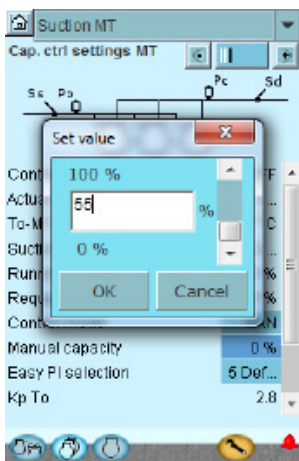 Suction MT
Cap. ctrl settings MT
Pc Sd
Ss Po
Set value
100 %
55 %
0 %
OK Cancel
Manual capacity 0 %
Easy PI selection 5 Def...
Kp To 2.8